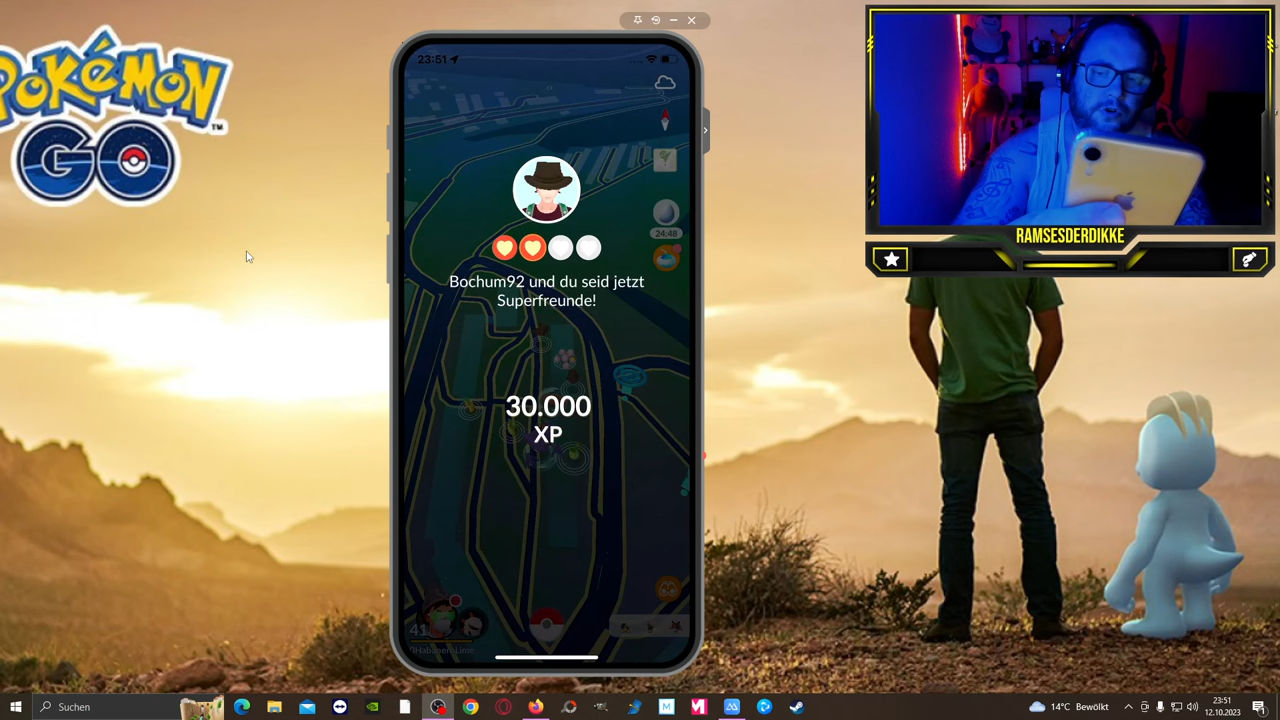 POKÉMON
GO
TM
23:51
24:48
Bochum92 und du seid jetzt
Superfreunde!
30.000
XP
RAMSESDERDIKKE
Suchen
14°C Bewölkt
23:51
12.10.2023